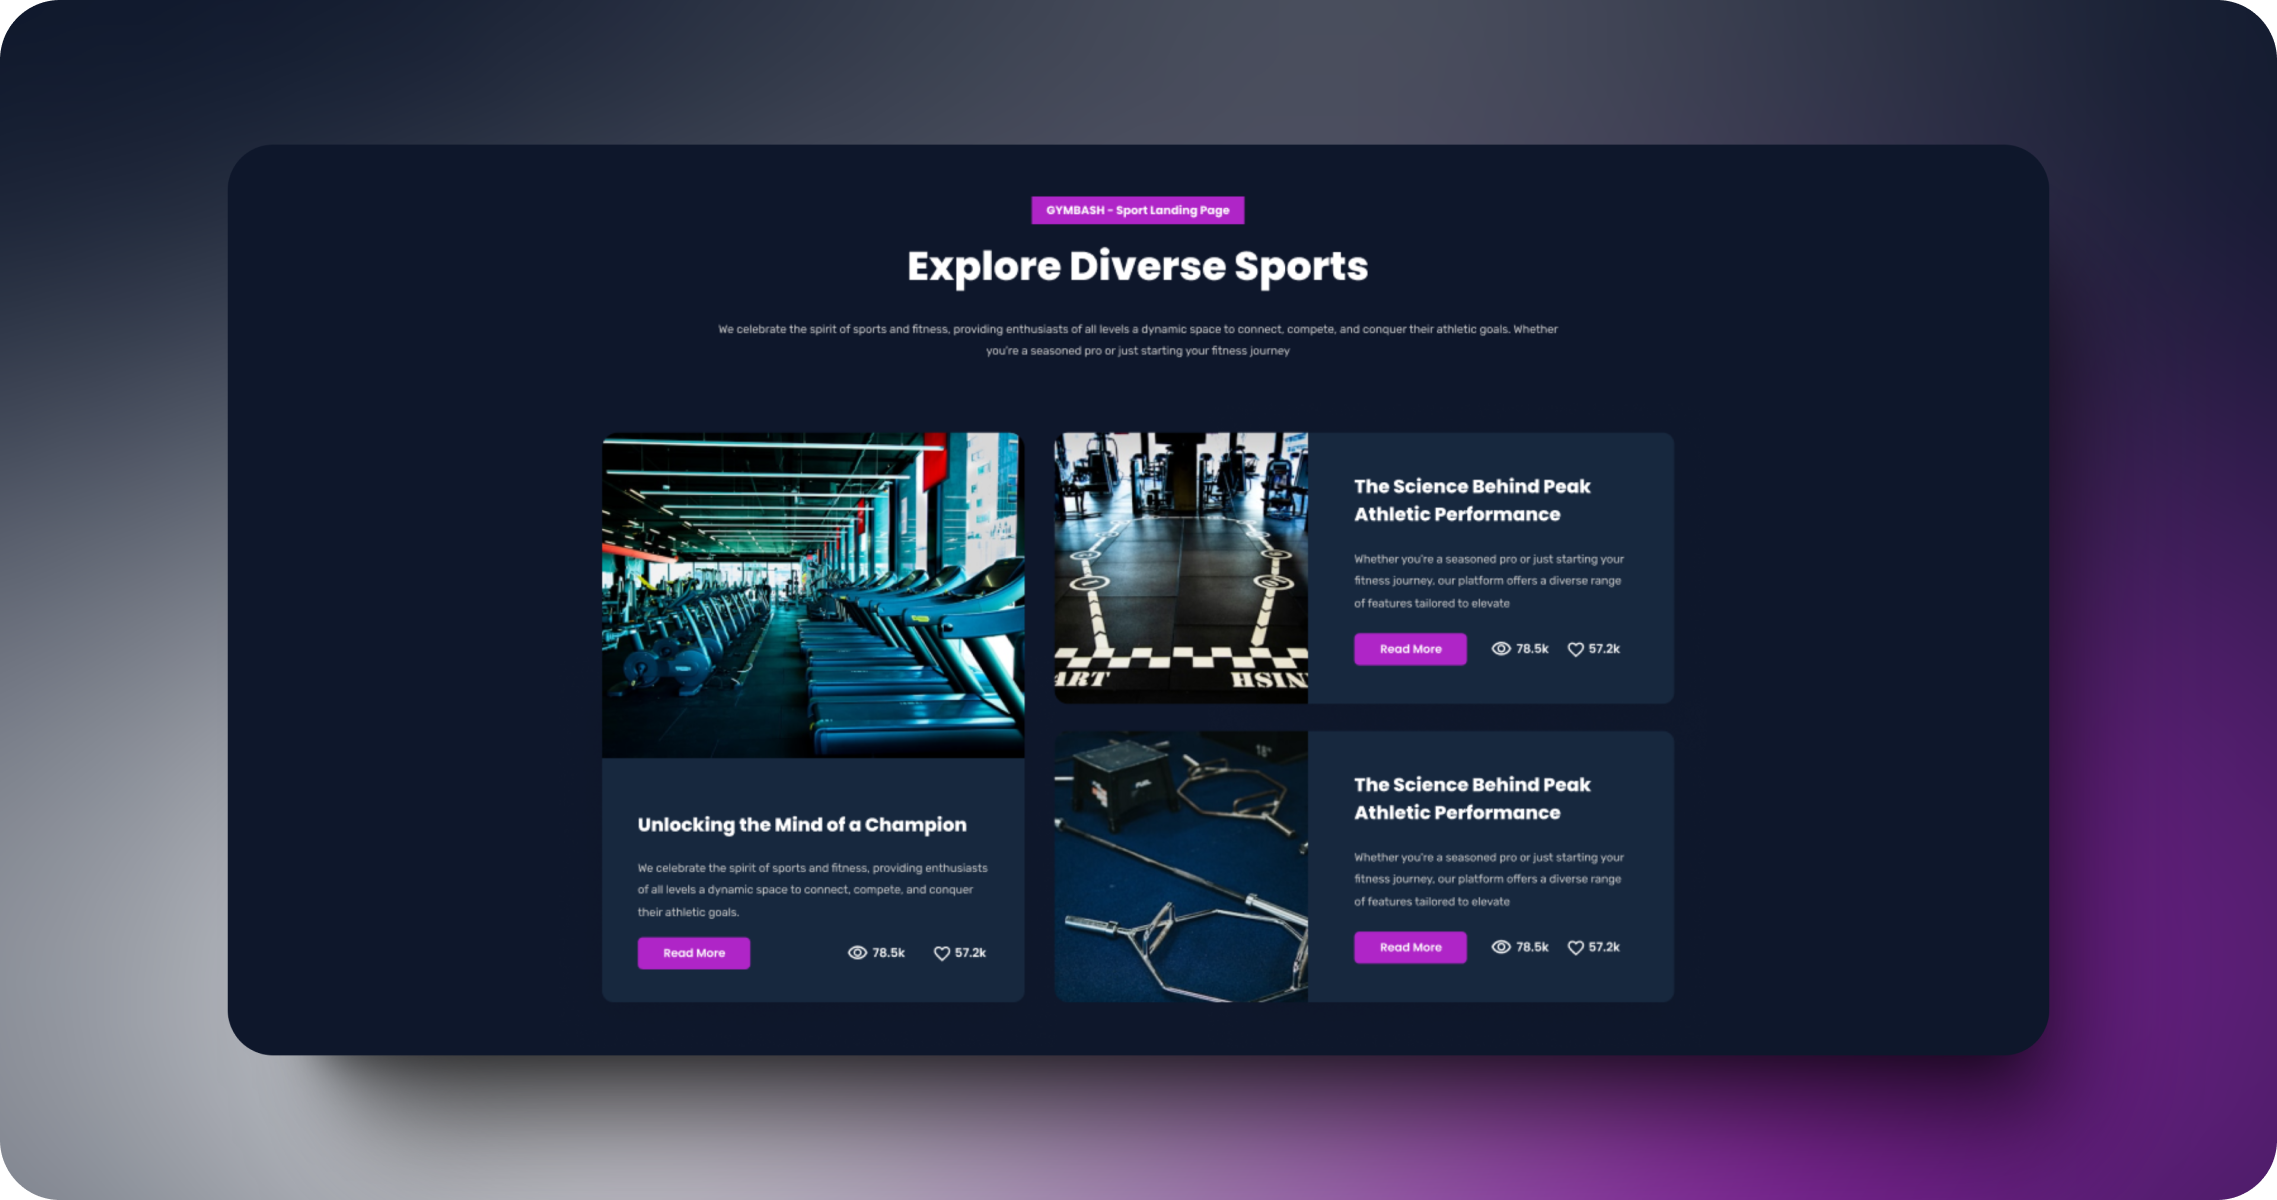 GYMBASH - Sport Landing Page
Explore Diverse Sports
We celebrate the spirit of sports and fitness, providing enthusiasts of all levels a dynamic space to connect, compete, and conquer their athletic goals. Whether
you're a seasoned pro or just starting your fitness journey
Unlocking the Mind of a Champion
We celebrate the spirit of sports and fitness, providing enthusiasts
of all levels a dynamic space to connect, compete, and conquer
their athletic goals.
Read More
78.5k
57.2k
ART
HSIN
The Science Behind Peak
Athletic Performance
Whether you're a seasoned pro or just starting your
fitness journey, our platform offers a diverse range
of features tailored to elevate
Read More
78.5k
57.2k
18"
The Science Behind Peak
Athletic Performance
Whether you're a seasoned pro or just starting your
fitness journey, our platform offers a diverse range
of features tailored to elevate
Read More
78.5k
57.2k